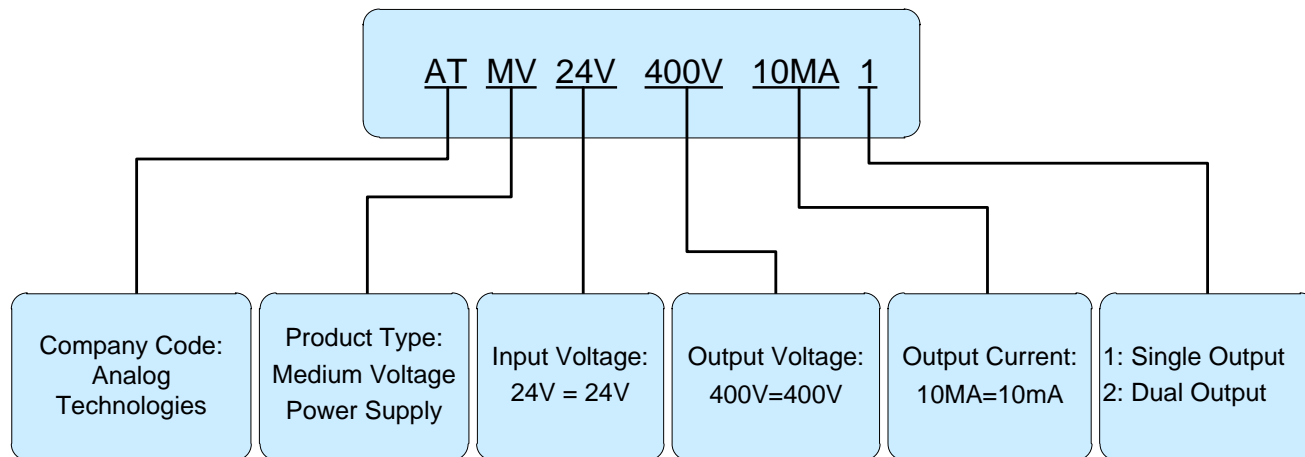 AT MV 24V 400V 10MA 1
Company Code:
Analog
Technologies
Product Type:
Medium Voltage
Power Supply
Input Voltage:
24V = 24V
Output Voltage:
400V=400V
Output Current:
10MA=10mA
1: Single Output
2: Dual Output